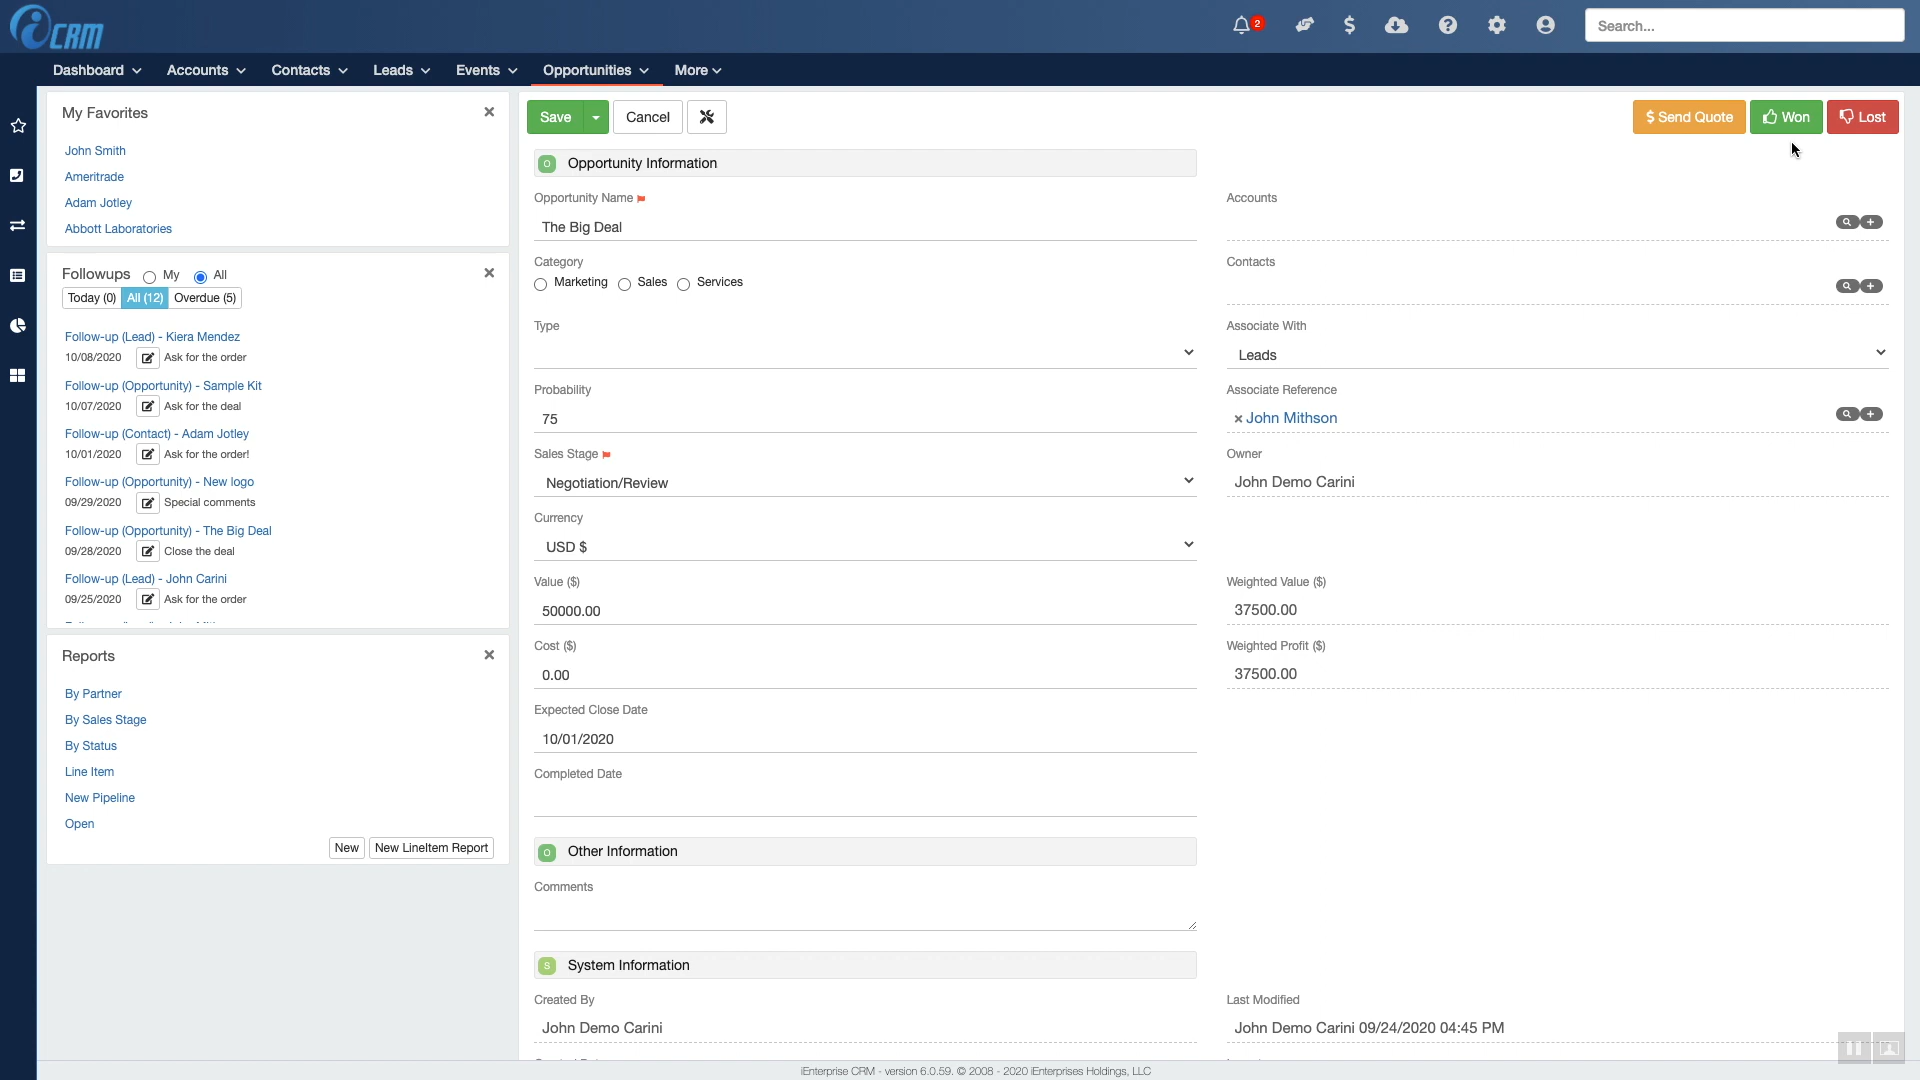 iCRM
2
Search...
Dashboard Accounts Contacts Leads Events Opportunities More
My Favorites
John Smith
Ameritrade
Adam Jotley
Abbott Laboratories
Followups My All
Today (0) All (12) Overdue (5)
Follow-up (Lead) - Kiera Mendez
10/08/2020 Ask for the order
Follow-up (Opportunity) - Sample Kit
10/07/2020 Ask for the deal
Follow-up (Contact) - Adam Jotley
10/01/2020 Ask for the order!
Follow-up (Opportunity) - New logo
09/29/2020 Special comments
Follow-up (Opportunity) - The Big Deal
09/28/2020 Close the deal
Follow-up (Lead) - John Carini
09/25/2020 Ask for the order
Reports
By Partner
By Sales Stage
By Status
Line Item
New Pipeline
Open
New New LineItem Report
Save Cancel
$ Send Quote Won Lost
O Opportunity Information
Opportunity Name
The Big Deal
Accounts
Category
Marketing Sales Services
Contacts
Type
Associate With
Leads
Probability
75
Associate Reference
John Mithson
Sales Stage
Negotiation/Review
Owner
John Demo Carini
Currency
USD $
Value ($)
50000.00
Weighted Value ($)
37500.00
Cost ($)
0.00
Weighted Profit ($)
37500.00
Expected Close Date
10/01/2020
Completed Date
O Other Information
Comments
S System Information
Created By
John Demo Carini
Last Modified
John Demo Carini 09/24/2020 04:45 PM
iEnterprise CRM - version 6.0.59. © 2008 - 2020 iEnterprises Holdings, LLC